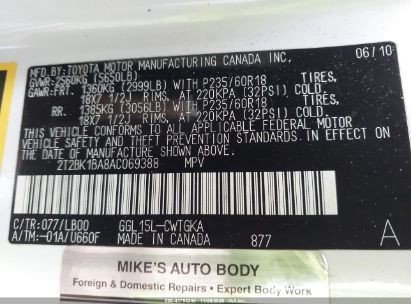 MFD.BY:TOYOTA MOTOR MANUFACTURING CANADA INC. 06/10
GVWR:2560KG (5650LB)
GAWR:FRT. 1360KG (2999LB) WITH P235/60R18 TIRES,
18X7 1/2J RIMS, AT 220KPA (32PSI) COLD
RR. 1385KG (3056LB) WITH P235/60R18 TIRES,
18X7 1/2J RIMS, AT 220KPA (32PSI) COLD.
THIS VEHICLE CONFORMS TO ALL APPLICABLE FEDERAL MOTOR
VEHICLE SAFETY, AND THEFT PREVENTION STANDARDS IN
EFFECT ON THE DATE OF MANUFACTURE SHOWN ABOVE.
2T2BK1BA8AC069388 MPV
C/TR:077/LB00 GGL15L-CWTGKA A
A/TM:-01A/U660F MADE IN CANADA 877
MIKE'S AUTO BODY
Foreign & Domestic Repairs • Expert Body Work